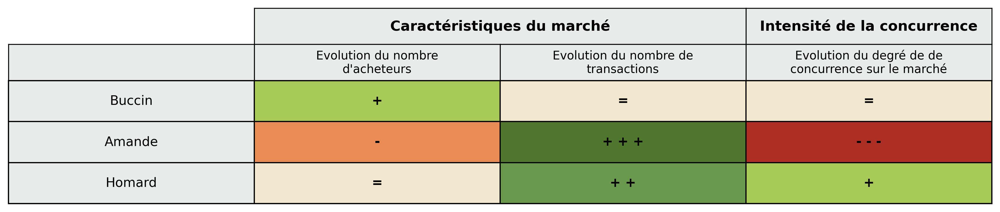 Caractéristiques du marché
Intensité de la concurrence
Evolution du nombre
d'acheteurs
Evolution du nombre de
transactions
Evolution du degré de de
concurrence sur le marché
Buccin
+
=
=
Amande
-
+ + +
- - -
Homard
=
+ +
+